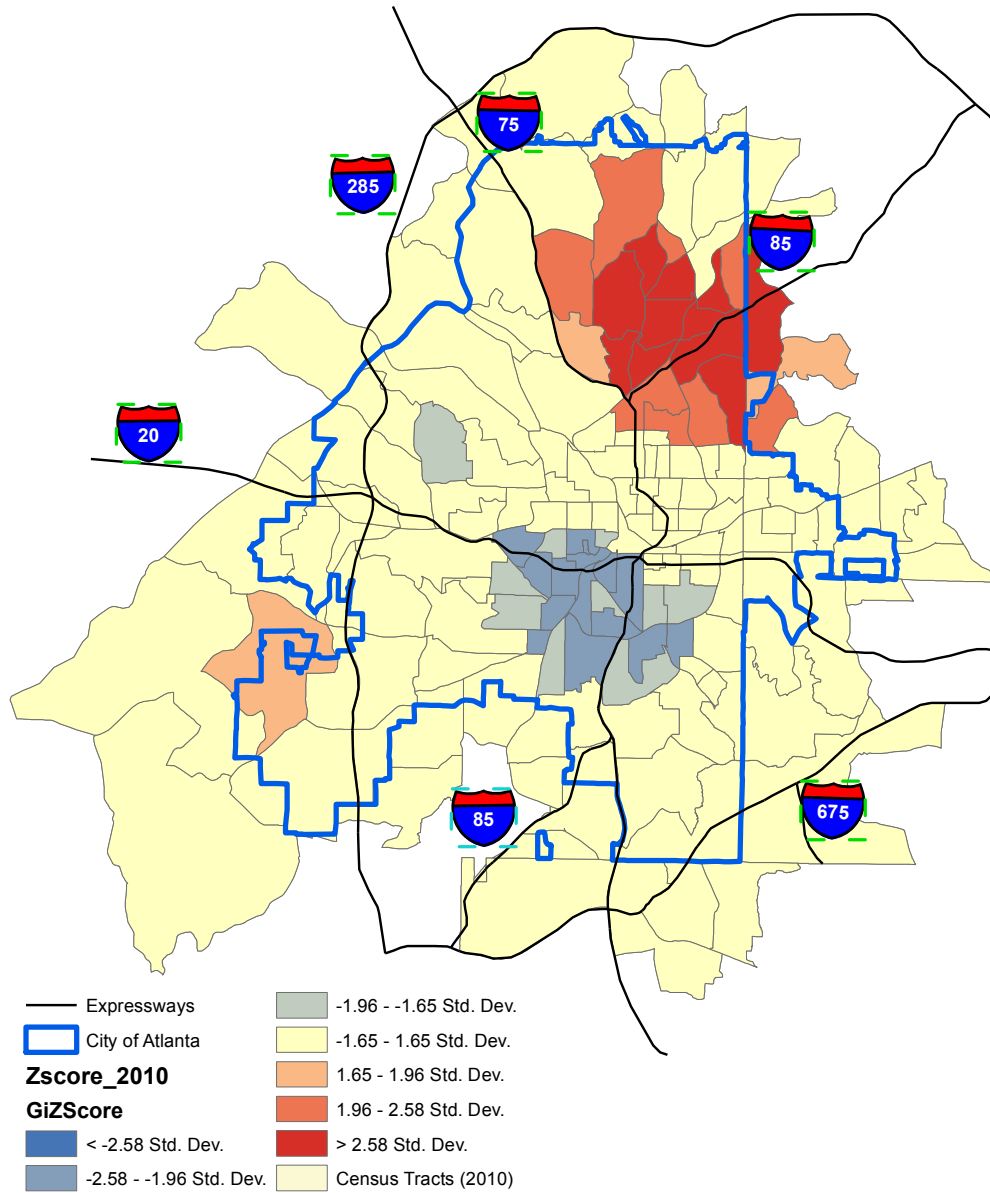 75
285
85
20
85
675
Expressways
City of Atlanta
Zscore_2010
GiZScore
< -2.58 Std. Dev.
-2.58 - -1.96 Std. Dev.
-1.96 - -1.65 Std. Dev.
-1.65 - 1.65 Std. Dev.
1.65 - 1.96 Std. Dev.
1.96 - 2.58 Std. Dev.
> 2.58 Std. Dev.
Census Tracts (2010)